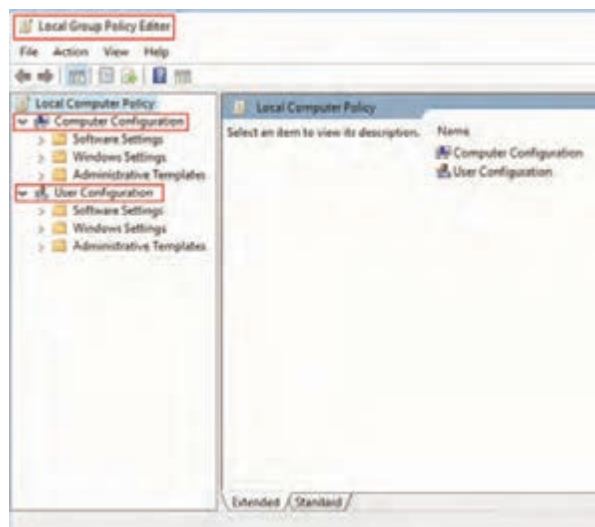 Local Group Policy Editor
File Action View Help
Local Computer Policy
Computer Configuration
Software Settings
Windows Settings
Administrative Templates
User Configuration
Software Settings
Windows Settings
Administrative Templates
Local Computer Policy
Select an item to view its description.
Name
Computer Configuration
User Configuration
Extended Standard